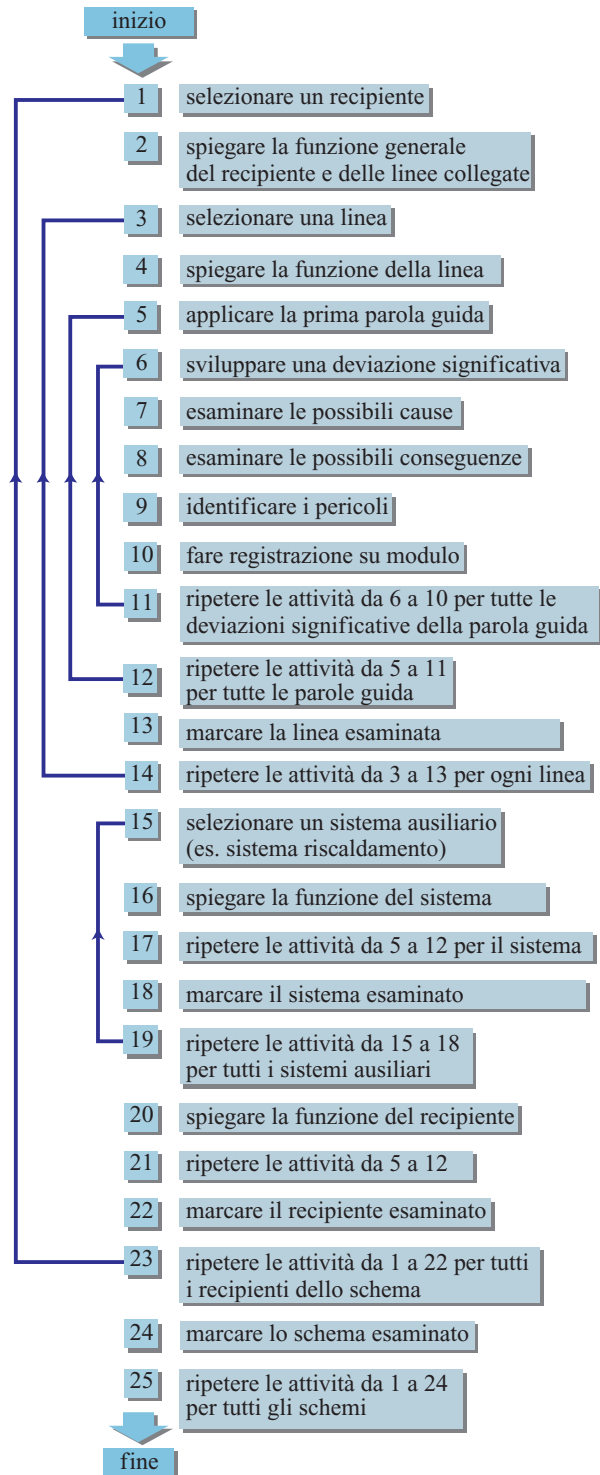 inizio
1 selezionare un recipiente
2 spiegare la funzione generale
del recipiente e delle linee collegate
3 selezionare una linea
4 spiegare la funzione della linea
5 applicare la prima parola guida
6 sviluppare una deviazione significativa
7 esaminare le possibili cause
8 esaminare le possibili conseguenze
9 identificare i pericoli
10 fare registrazione su modulo
11 ripetere le attività da 6 a 10 per tutte le
deviazioni significative della parola guida
12 ripetere le attività da 5 a 11
per tutte le parole guida
13 marcare la linea esaminata
14 ripetere le attività da 3 a 13 per ogni linea
15 selezionare un sistema ausiliario
(es. sistema riscaldamento)
16 spiegare la funzione del sistema
17 ripetere le attività da 5 a 12 per il sistema
18 marcare il sistema esaminato
19 ripetere le attività da 15 a 18
per tutti i sistemi ausiliari
20 spiegare la funzione del recipiente
21 ripetere le attività da 5 a 12
22 marcare il recipiente esaminato
23 ripetere le attività da 1 a 22 per tutti
i recipienti dello schema
24 marcare lo schema esaminato
25 ripetere le attività da 1 a 24
per tutti gli schemi
fine